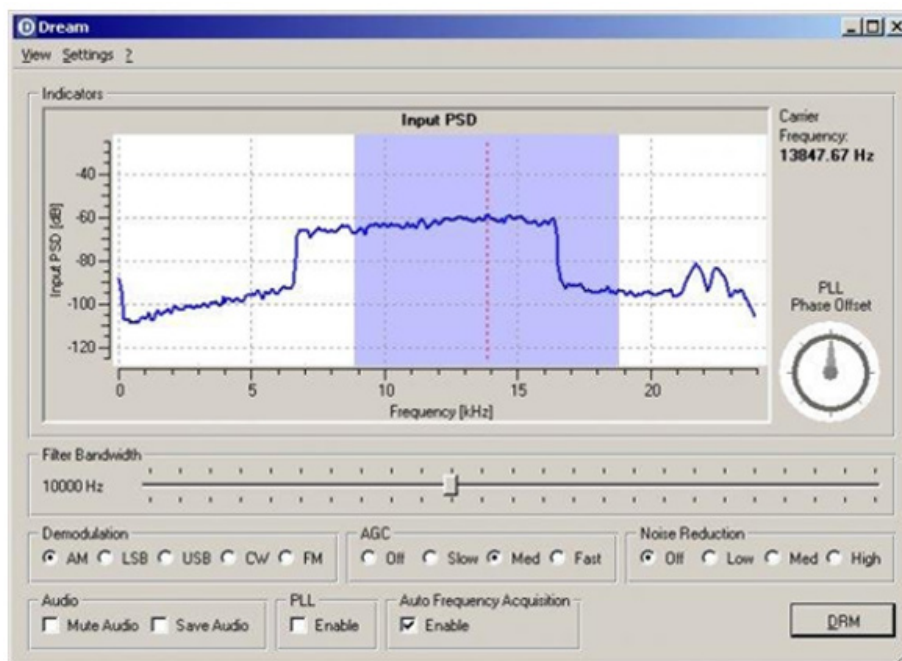 Dream
View Settings ?
Indicators
Input PSD
Carrier
Frequency:
13847.67 Hz
-40
-60
-80
-100
-120
Input PSD [dB]
0 5 10 15 20
Frequency [kHz]
PLL
Phase Offset
Filter Bandwidth
10000 Hz
Demodulation
AM LSB USB CW FM
AGC
Off Slow Med Fast
Noise Reduction
Off Low Med High
Audio
Mute Audio Save Audio
PLL
Enable
Auto Frequency Acquisition
Enable
DRM